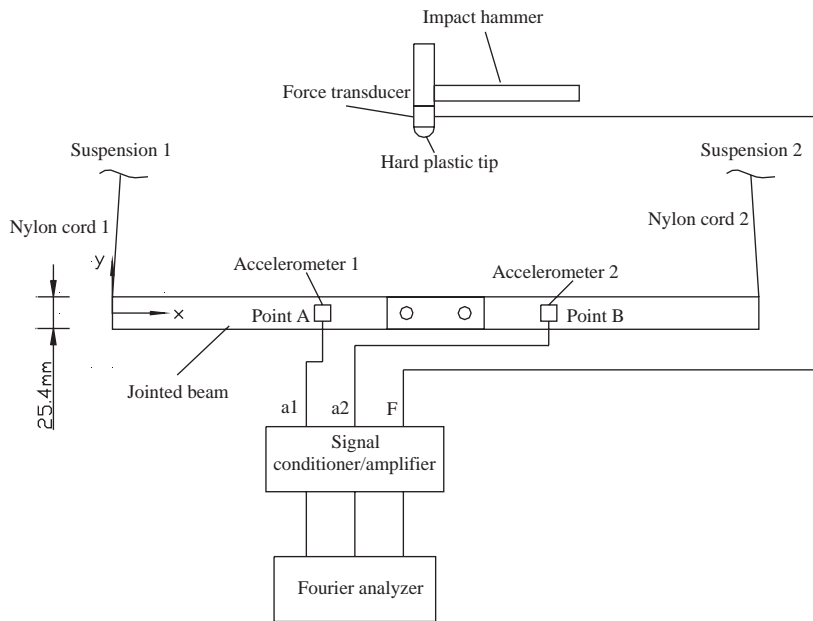 Impact hammer
Force transducer
Hard plastic tip
Suspension 1
Suspension 2
Nylon cord 1
Nylon cord 2
y
Accelerometer 1
Accelerometer 2
x
Point A
Point B
25.4mm
Jointed beam
a1
a2
F
Signal
conditioner/amplifier
Fourier analyzer